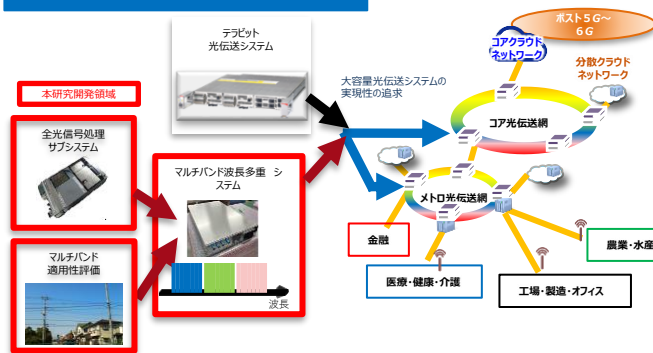 テラビット
光伝送システム
ポスト5G~
6G
コアクラウド
ネットワーク
分散クラウド
ネットワーク
大容量光伝送システムの
実現性の追求
本研究開発領域
コア光伝送網
全光信号処理
サブシステム
マルチバンド波長多重 シ
ステム
メトロ光伝送網
金融
農業・水産
マルチバンド
適用性評価
医療・健康・介護
工場・製造・オフィス
波長